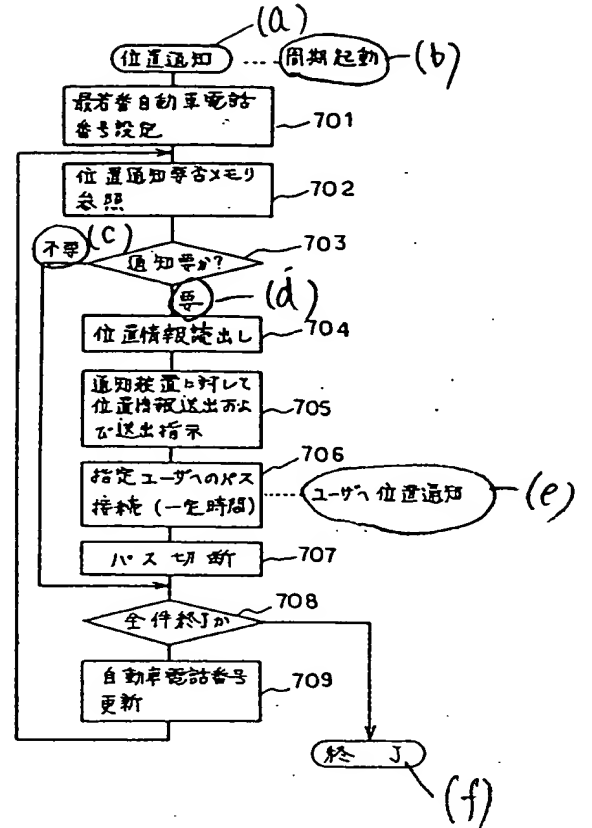 (a)
位置通知
周期起動
(b)
最若番自動車電話
番号設定
701
位置通知要否メモリ
参照
702
不要
(c)
通知要か?
703
要
(d)
位置情報読出し
704
通知装置に対して
位置情報送出およ
び送出指示
705
指定ユーザへのパス
接続(一定時間)
706
ユーザへ位置通知
(e)
パス切断
707
全件終了か
708
自動車電話番号
更新
709
終了
(f)